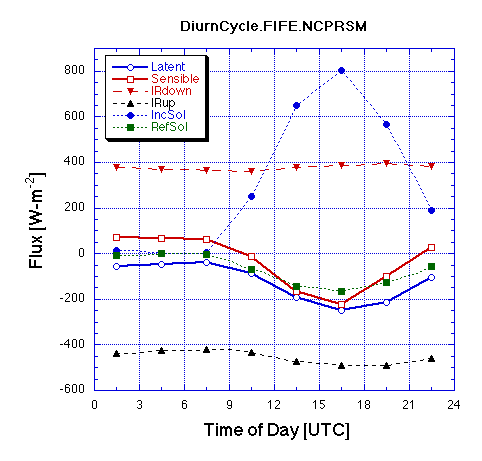 DiurnCycle.FIFE.NCPRSM
Latent
Sensible
IRdown
IRup
IncSol
RefSol
800
600
400
200
0
-200
-400
-600
Flux [W-m-2]
0 3 6 9 12 15 18 21 24
Time of Day [UTC]